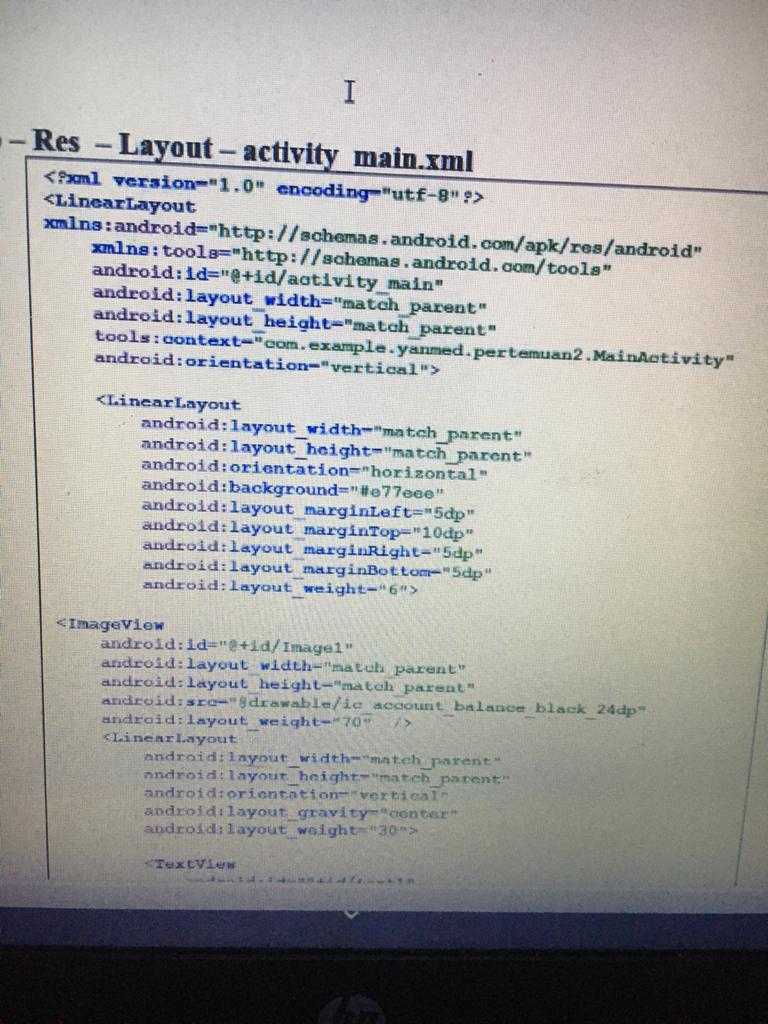 – Res – Layout – activity_main.xml
<?xml version="1.0" encoding="utf-8"?>
<LinearLayout
xmlns:android="http://schemas.android.com/apk/res/android"
xmlns:tools="http://schemas.android.com/tools"
android:id="@+id/activity_main"
android:layout_width="match_parent"
android:layout_height="match_parent"
tools:context="com.example.yanmed.pertemuan2.MainActivity"
android:orientation="vertical">
<LinearLayout
android:layout_width="match_parent"
android:layout_height="match_parent"
android:orientation="horizontal"
android:background="#e77eee"
android:layout_marginLeft="5dp"
android:layout_marginTop="10dp"
android:layout_marginRight="5dp"
android:layout_marginBottom="5dp"
android:layout_weight="6">
<ImageView
android:id="@+id/Image1"
android:layout_width="match_parent"
android:layout_height="match_parent"
android:src="@drawable/ic_account_balance_black_24dp"
android:layout_weight="70" />
<LinearLayout
android:layout_width="match_parent"
android:layout_height="match_parent"
android:orientation="vertical"
android:layout_gravity="center"
android:layout_weight="30">
<TextView
hp